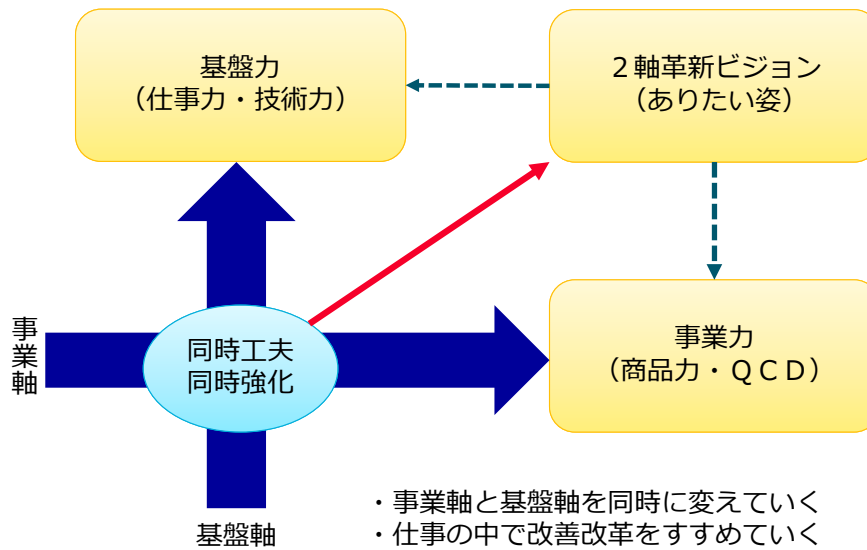 基盤力
（仕事力・技術力）
２軸革新ビジョン
（ありたい姿）
事業軸
同時工夫
同時強化
事業力
（商品力・ＱＣＤ）
基盤軸
・事業軸と基盤軸を同時に変えていく
・仕事の中で改善改革をすすめていく